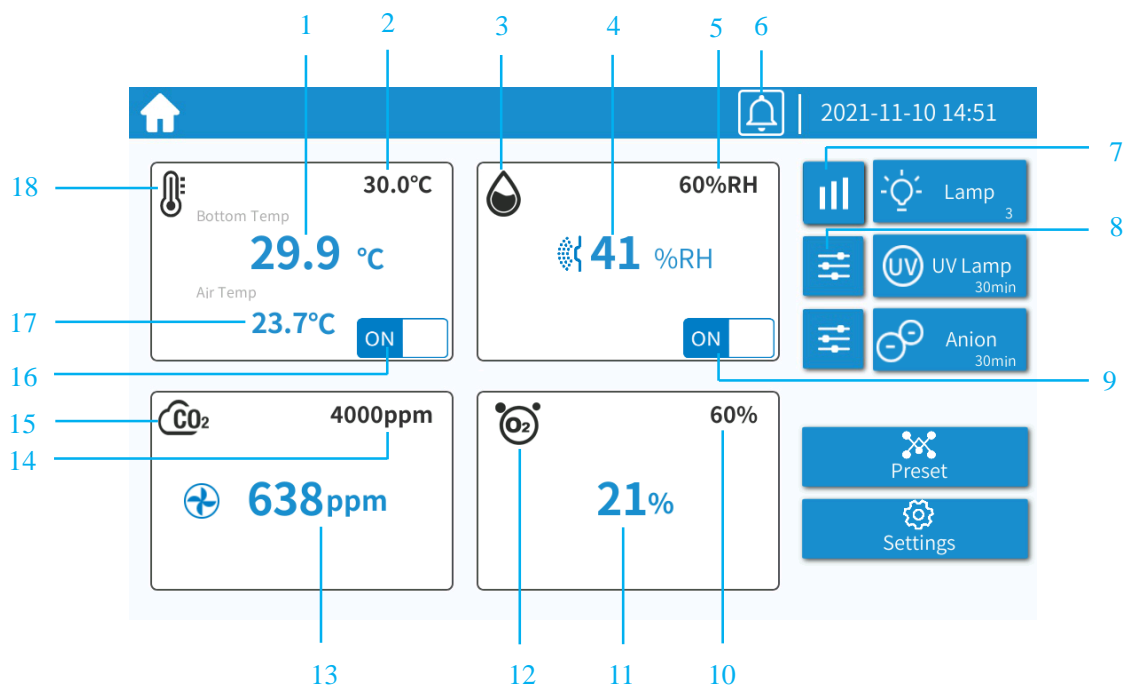 1 2 3 4 5 6
2021-11-10 14:51
7
18
30.0°C
60%RH
Lamp
3
8
Bottom Temp
29.9 °C
41 %RH
UV
UV Lamp
30min
Air Temp
17
23.7°C
ON
ON
Anion
30min
16
9
15
CO2
4000ppm
O2
60%
14
Preset
638ppm
21%
Settings
13 12 11 10